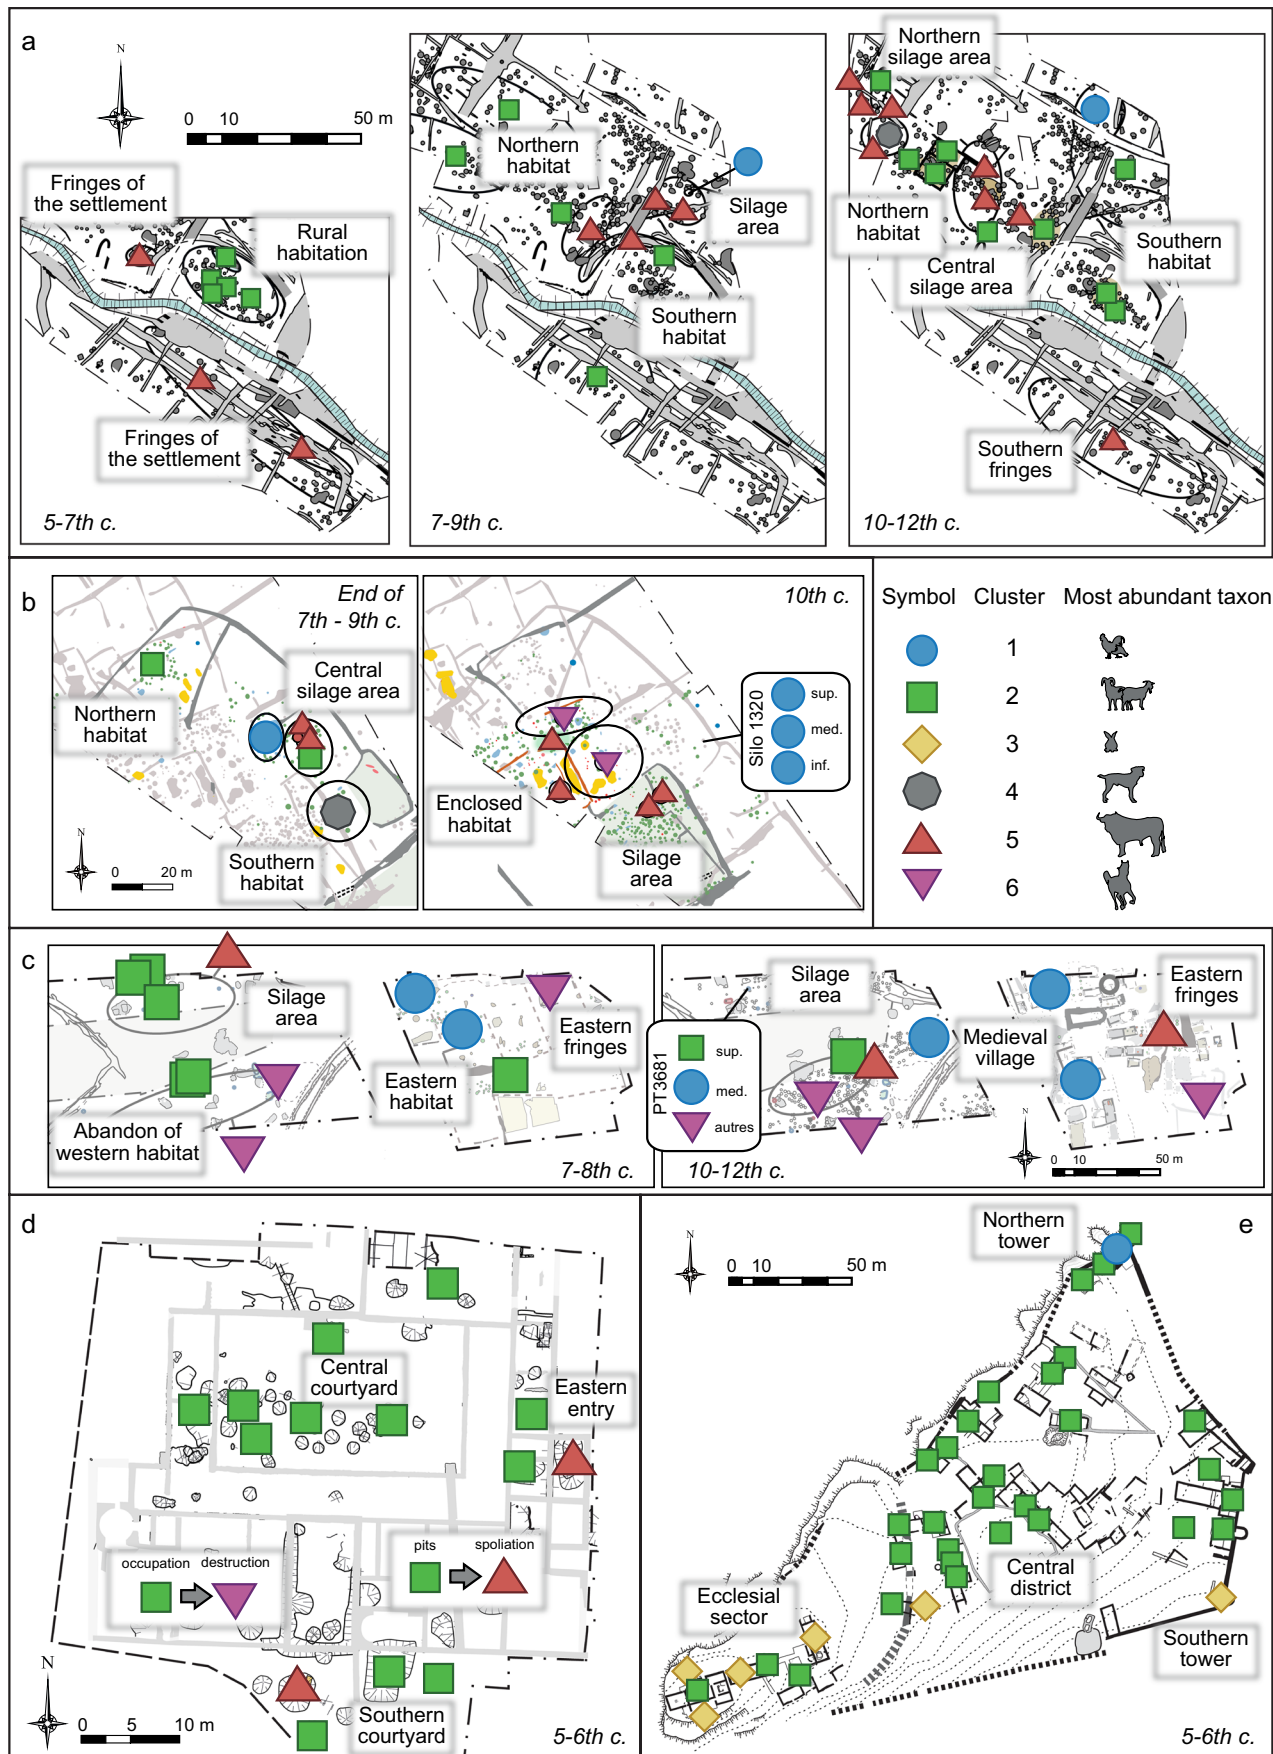 a
N
0 10 50 m
Fringes of
the settlement
Rural
habitation
Fringes of
the settlement
5-7th c.
Northern
habitat
Silage
area
Southern
habitat
7-9th c.
Northern
silage area
Northern
habitat
Central
silage area
Southern
habitat
Southern
fringes
10-12th c.
b
End of
7th - 9th c.
Northern
habitat
Central
silage area
Southern
habitat
N
0 20 m
10th c.
Silo 1320
sup.
med.
inf.
Enclosed
habitat
Silage
area
Symbol Cluster Most abundant taxon
1
2
3
4
5
6
c
Silage
area
Abandon of
western habitat
Eastern
habitat
Eastern
fringes
7-8th c.
PT3681
sup.
med.
autres
Silage
area
Medieval
village
Eastern
fringes
10-12th c.
N
0 10 50 m
d
Central
courtyard
Eastern
entry
occupation destruction
pits spoliation
Southern
courtyard
N
0 5 10 m
5-6th c.
e
N
0 10 50 m
Northern
tower
Central
district
Ecclesial
sector
Southern
tower
5-6th c.